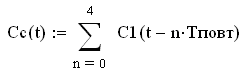 4
Cc(t) := ∑ C1(t − n·Tповт)
n = 0